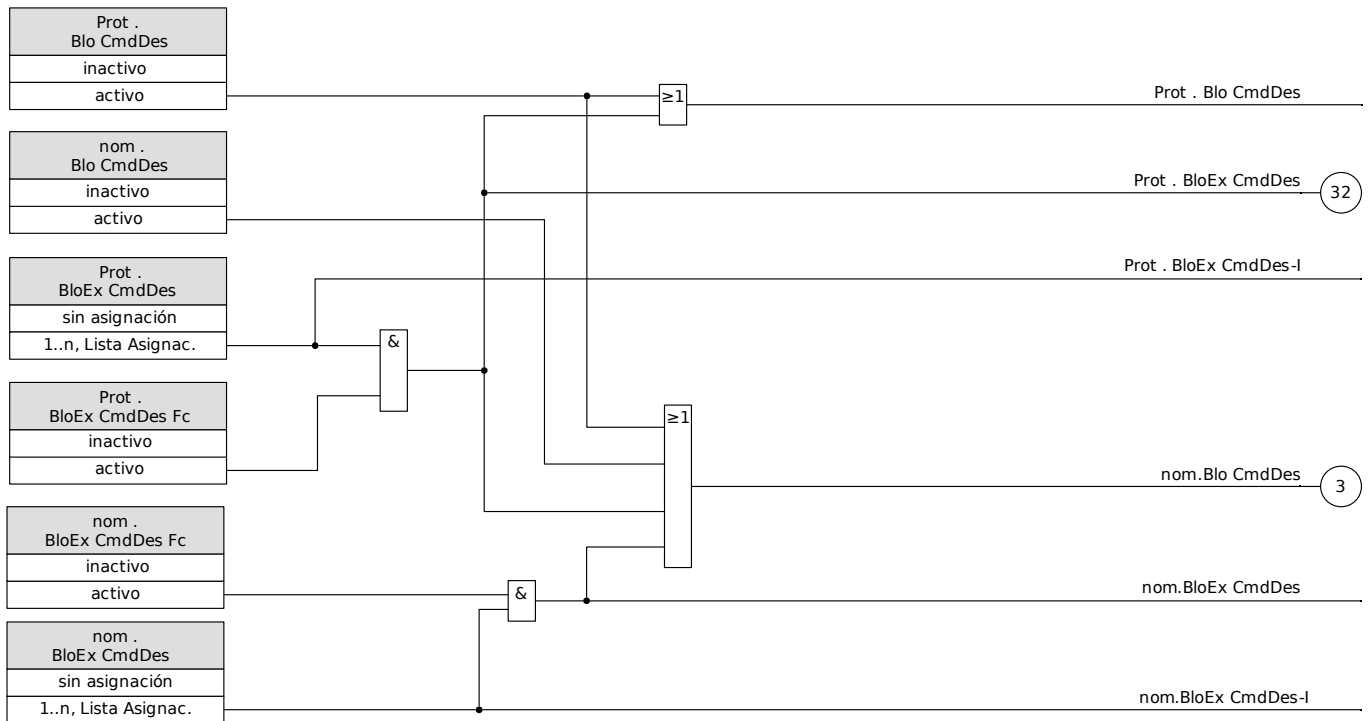 Prot .
Blo CmdDes
inactivo
activo
≥1
Prot . Blo CmdDes
nom .
Blo CmdDes
inactivo
activo
Prot . BloEx CmdDes
32
Prot .
BloEx CmdDes
sin asignación
1..n, Lista Asignac.
Prot . BloEx CmdDes-I
&
Prot .
BloEx CmdDes Fc
inactivo
activo
≥1
nom.Blo CmdDes
3
nom .
BloEx CmdDes Fc
inactivo
activo
&
nom.BloEx CmdDes
nom .
BloEx CmdDes
sin asignación
1..n, Lista Asignac.
nom.BloEx CmdDes-I